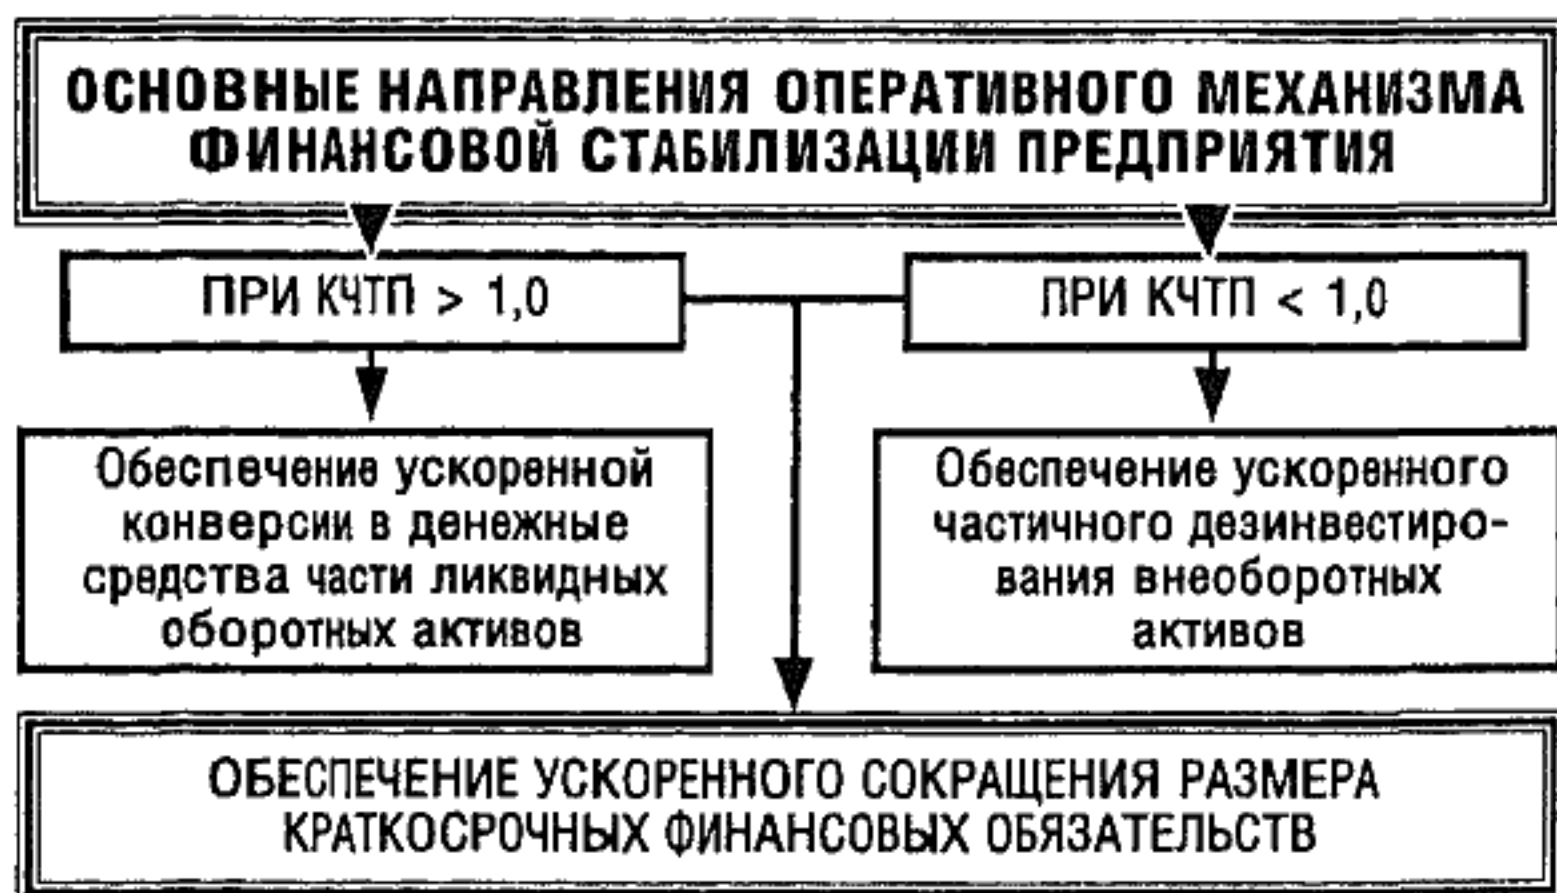 ОСНОВНЫЕ НАПРАВЛЕНИЯ ОПЕРАТИВНОГО МЕХАНИЗМА
ФИНАНСОВОЙ СТАБИЛИЗАЦИИ ПРЕДПРИЯТИЯ
ПРИ КЧТП > 1,0
ПРИ КЧТП < 1,0
Обеспечение ускоренной
конверсии в денежные
средства части ликвидных
оборотных активов
Обеспечение ускоренного
частичного дезинвестиро-
вания внеоборотных
активов
ОБЕСПЕЧЕНИЕ УСКОРЕННОГО СОКРАЩЕНИЯ РАЗМЕРА
КРАТКОСРОЧНЫХ ФИНАНСОВЫХ ОБЯЗАТЕЛЬСТВ